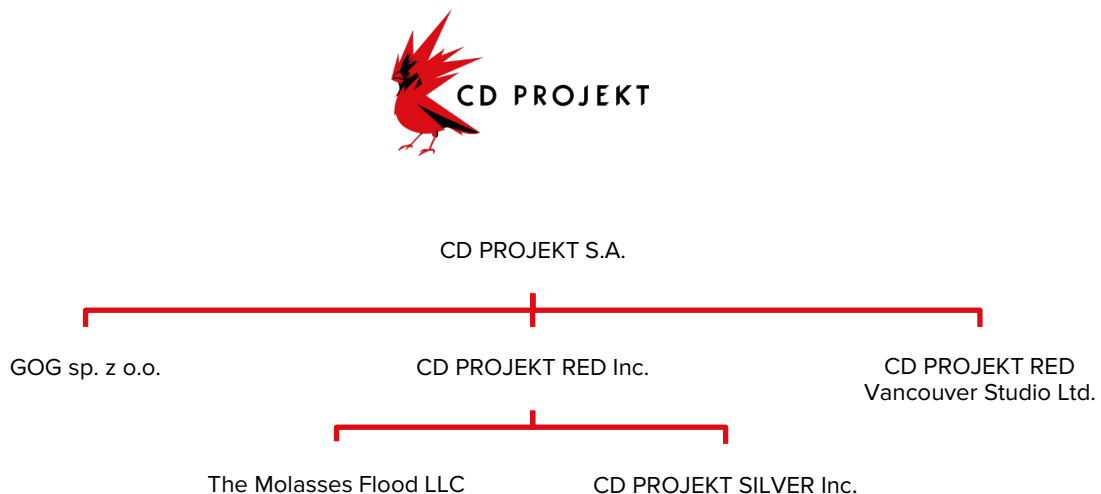 CD PROJEKT
CD PROJEKT S.A.
GOG sp. z o.o.
CD PROJEKT RED Inc.
CD PROJEKT RED
Vancouver Studio Ltd.
The Molasses Flood LLC
CD PROJEKT SILVER Inc.